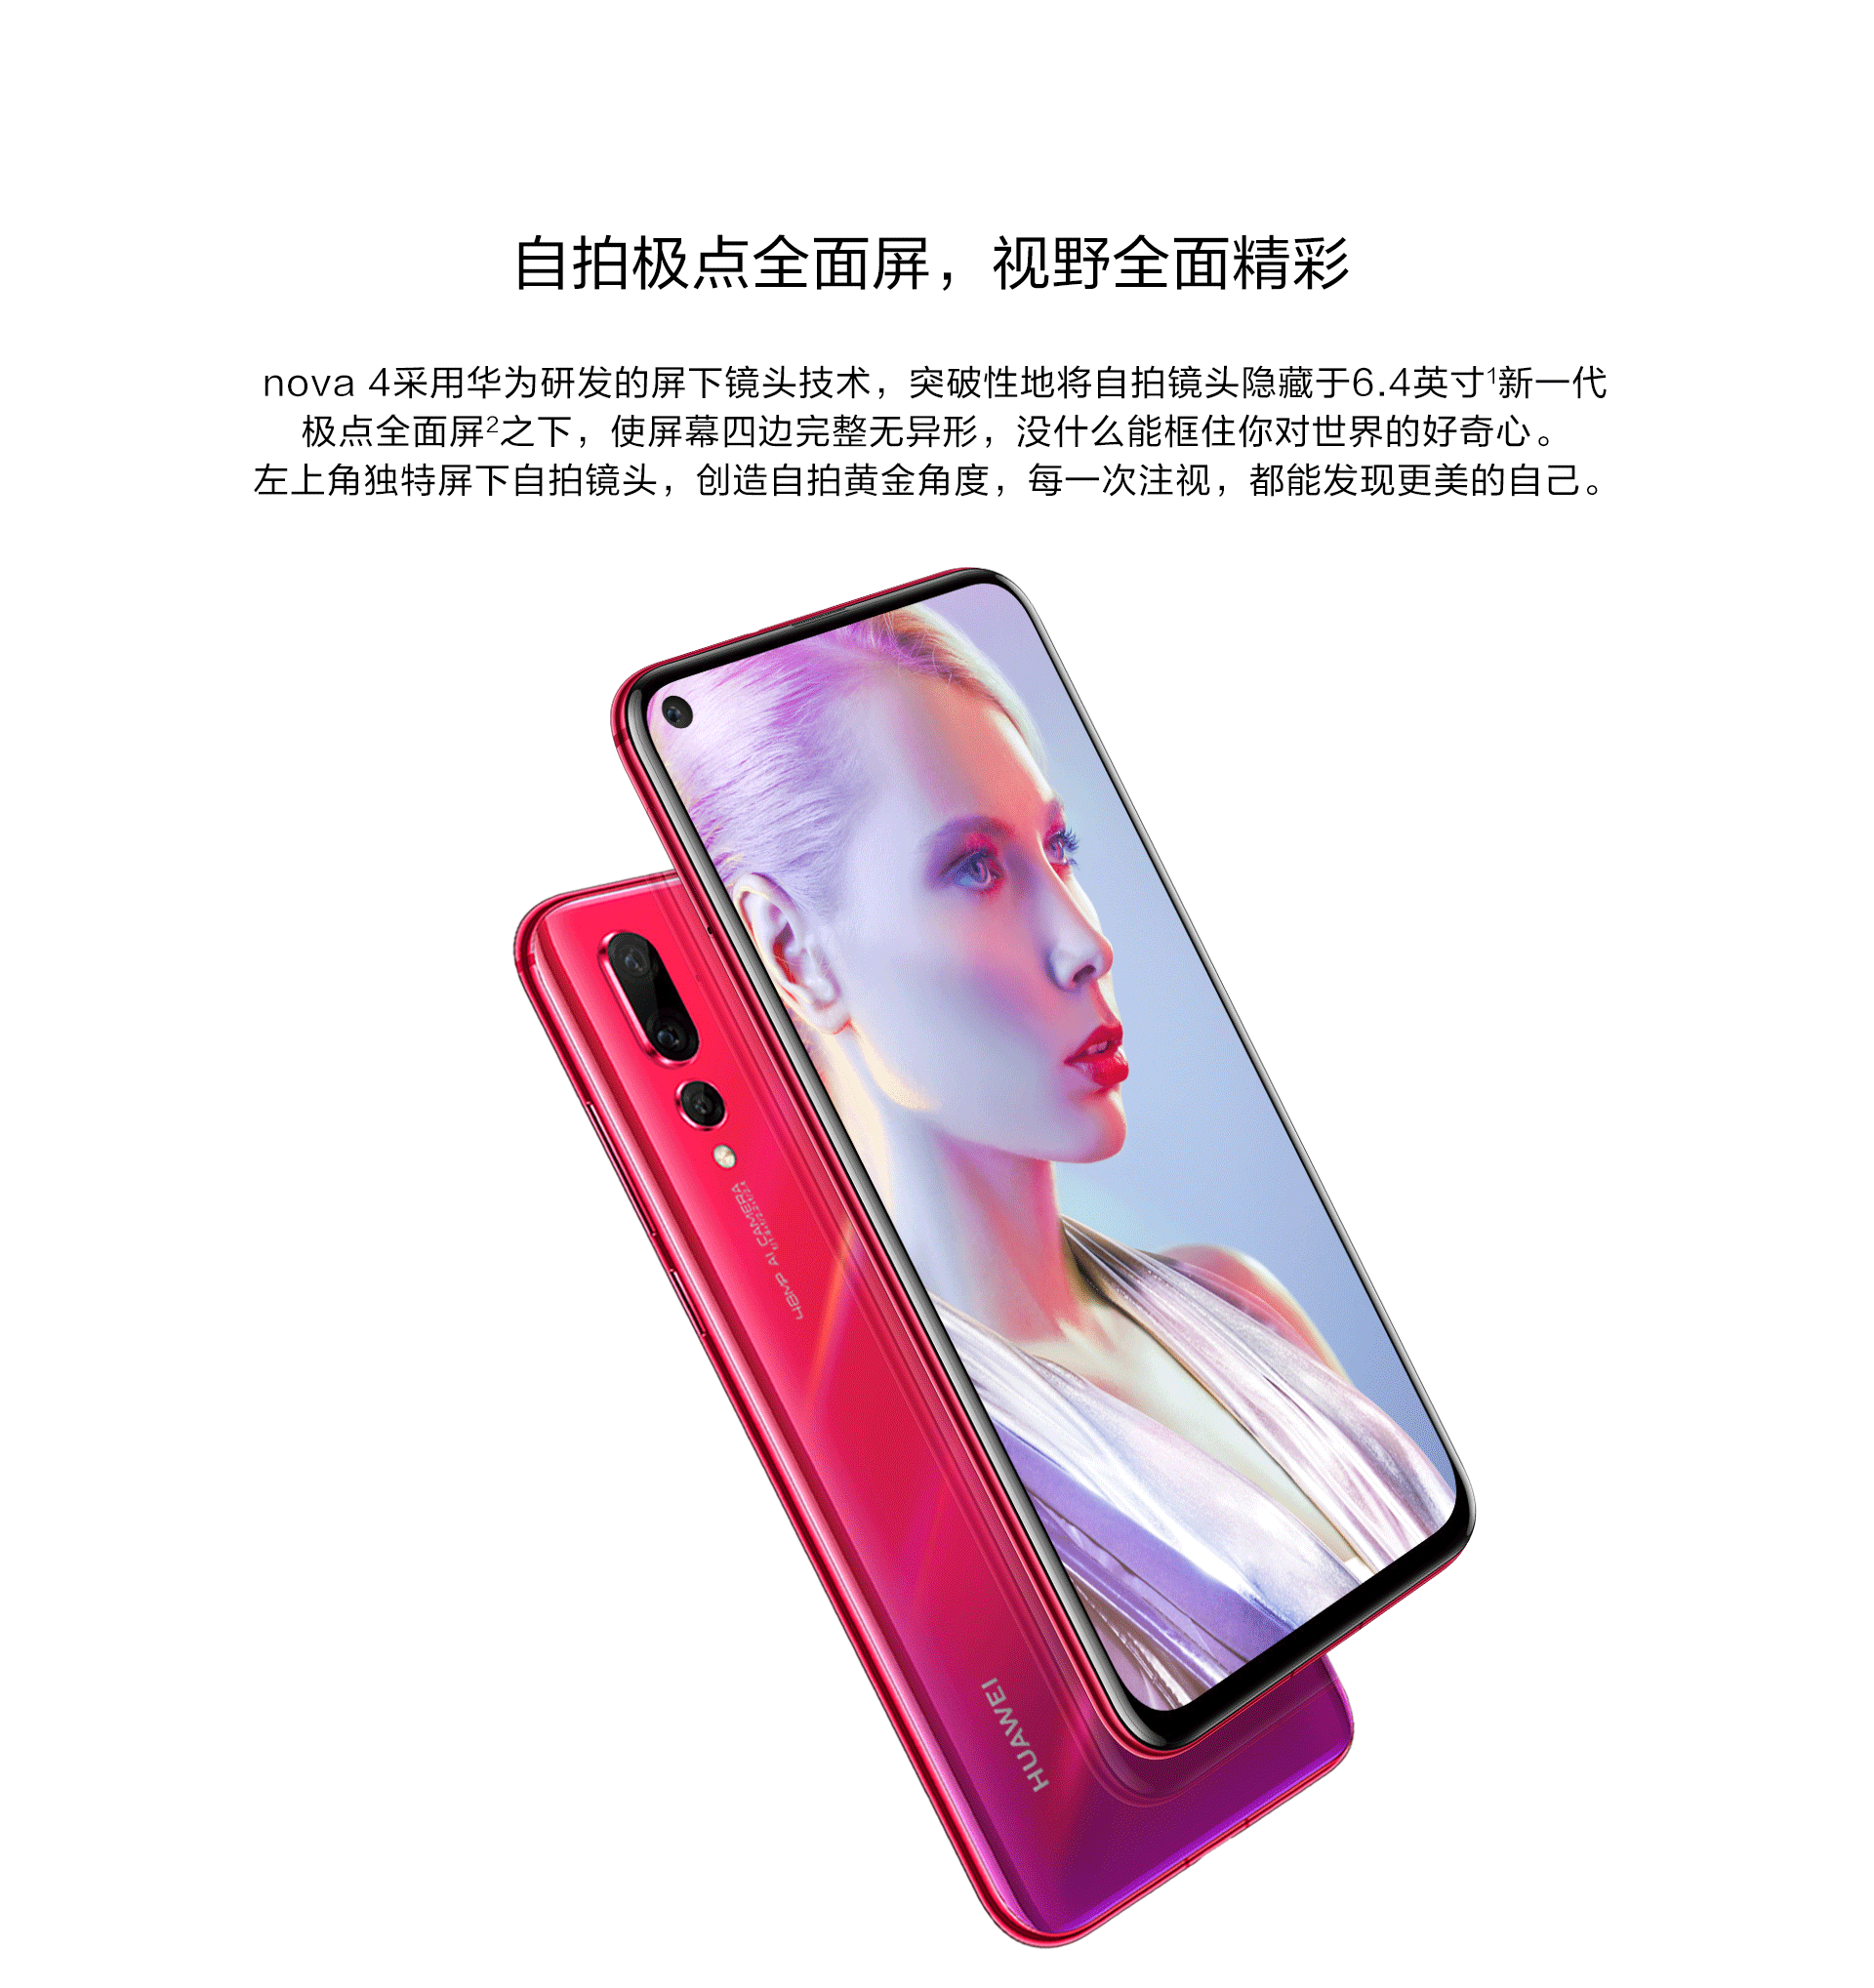 自拍极点全面屏，视野全面精彩
nova 4采用华为研发的屏下镜头技术，突破性地将自拍镜头隐藏于6.4英寸¹新一代
极点全面屏²之下，使屏幕四边完整无异形，没什么能框住你对世界的好奇心。
左上角独特屏下自拍镜头，创造自拍黄金角度，每一次注视，都能发现更美的自己。
48MP AI CAMERA
HUAWEI